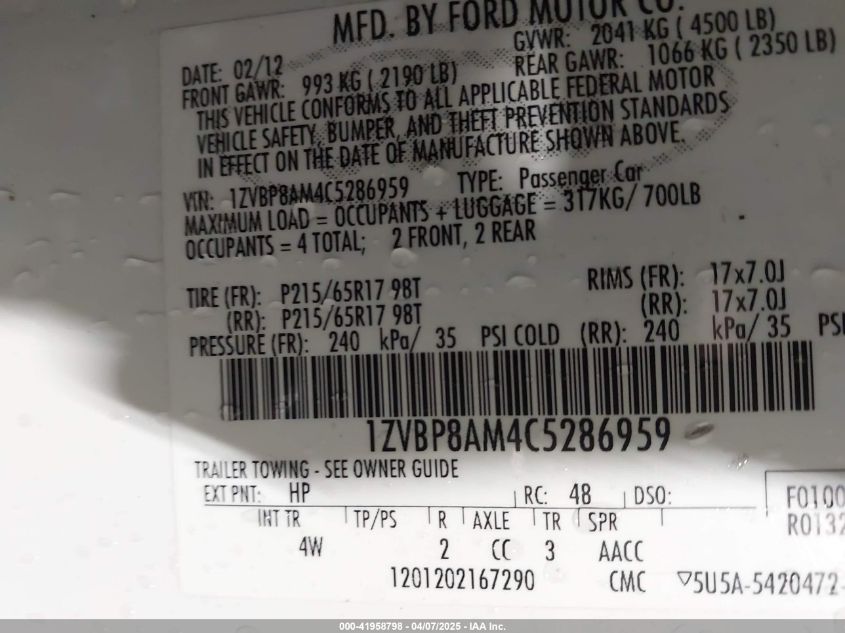 MFD. BY FORD MOTOR CO.
DATE: 02/12 GVWR: 2041 KG ( 4500 LB)
FRONT GAWR: 993 KG ( 2190 LB) REAR GAWR: 1066 KG ( 2350 LB)
THIS VEHICLE CONFORMS TO ALL APPLICABLE FEDERAL MOTOR
VEHICLE SAFETY, BUMPER, AND THEFT PREVENTION STANDARDS
IN EFFECT ON THE DATE OF MANUFACTURE SHOWN ABOVE.
VIN: 1ZVBP8AM4C5286959 TYPE: Passenger Car
MAXIMUM LOAD = OCCUPANTS + LUGGAGE = 317KG/ 700LB
OCCUPANTS = 4 TOTAL; 2 FRONT, 2 REAR
TIRE (FR): P215/65R17 98T RIMS (FR): 17x7.0J
(RR): P215/65R17 98T (RR): 17x7.0J
PRESSURE (FR): 240 kPa/ 35 PSI COLD (RR): 240 kPa/ 35 PSI
1ZVBP8AM4C5286959
TRAILER TOWING - SEE OWNER GUIDE
EXT PNT: HP RC: 48 DSO: F0100
INT TR TP/PS R AXLE TR SPR R0132
4W 2 CC 3 AACC
1201202167290 CMC ▽5U5A-5420472-
000-41958798 - 04/07/2025 - IAA Inc.